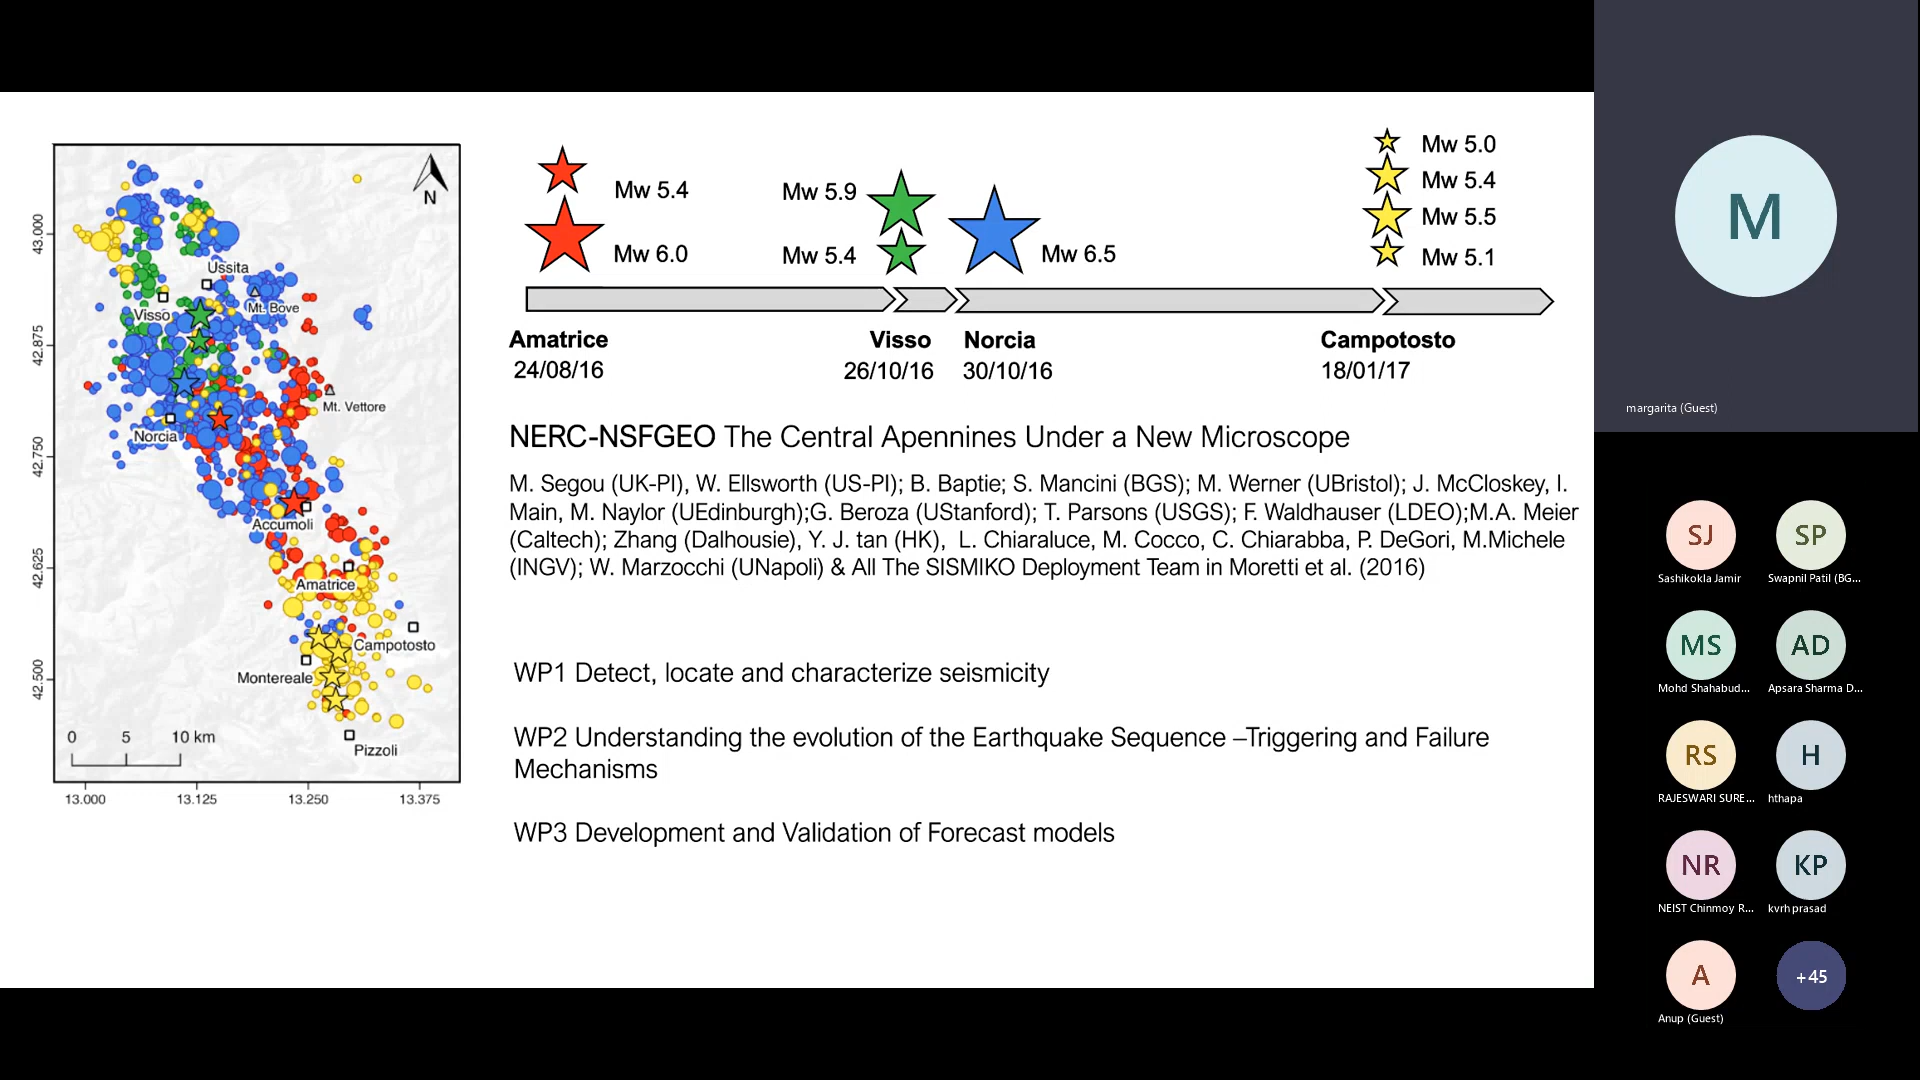 43.000
42.875
42.750
42.625
42.500
N
Ussita
Mt. Bove
Visso
Mt. Vettore
Norcia
Accumoli
Amatrice
Campotosto
Montereale
Pizzoli
0 5 10 km
13.000 13.125 13.250 13.375
Mw 5.4
Mw 6.0
Mw 5.9
Mw 5.4
Mw 6.5
Mw 5.0
Mw 5.4
Mw 5.5
Mw 5.1
Amatrice
24/08/16
Visso
26/10/16
Norcia
30/10/16
Campotosto
18/01/17
NERC-NSFGEO The Central Apennines Under a New Microscope
M. Segou (UK-PI), W. Ellsworth (US-PI); B. Baptie; S. Mancini (BGS); M. Werner (UBristol); J. McCloskey, I.
Main, M. Naylor (UEdinburgh);G. Beroza (UStanford); T. Parsons (USGS); F. Waldhauser (LDEO);M.A. Meier
(Caltech); Zhang (Dalhousie), Y. J. tan (HK), L. Chiaraluce, M. Cocco, C. Chiarabba, P. DeGori, M.Michele
(INGV); W. Marzocchi (UNapoli) & All The SISMIKO Deployment Team in Moretti et al. (2016)
WP1 Detect, locate and characterize seismicity
WP2 Understanding the evolution of the Earthquake Sequence –Triggering and Failure
Mechanisms
WP3 Development and Validation of Forecast models
M
margarita (Guest)
SJ
Sashikokla Jamir
SP
Swapnil Patil (BG...
MS
Mohd Shahabud...
AD
Apsara Sharma D...
RS
RAJESWARI SURE...
H
hthapa
NR
NEIST Chinmoy R...
KP
kvrh prasad
A
Anup (Guest)
+45